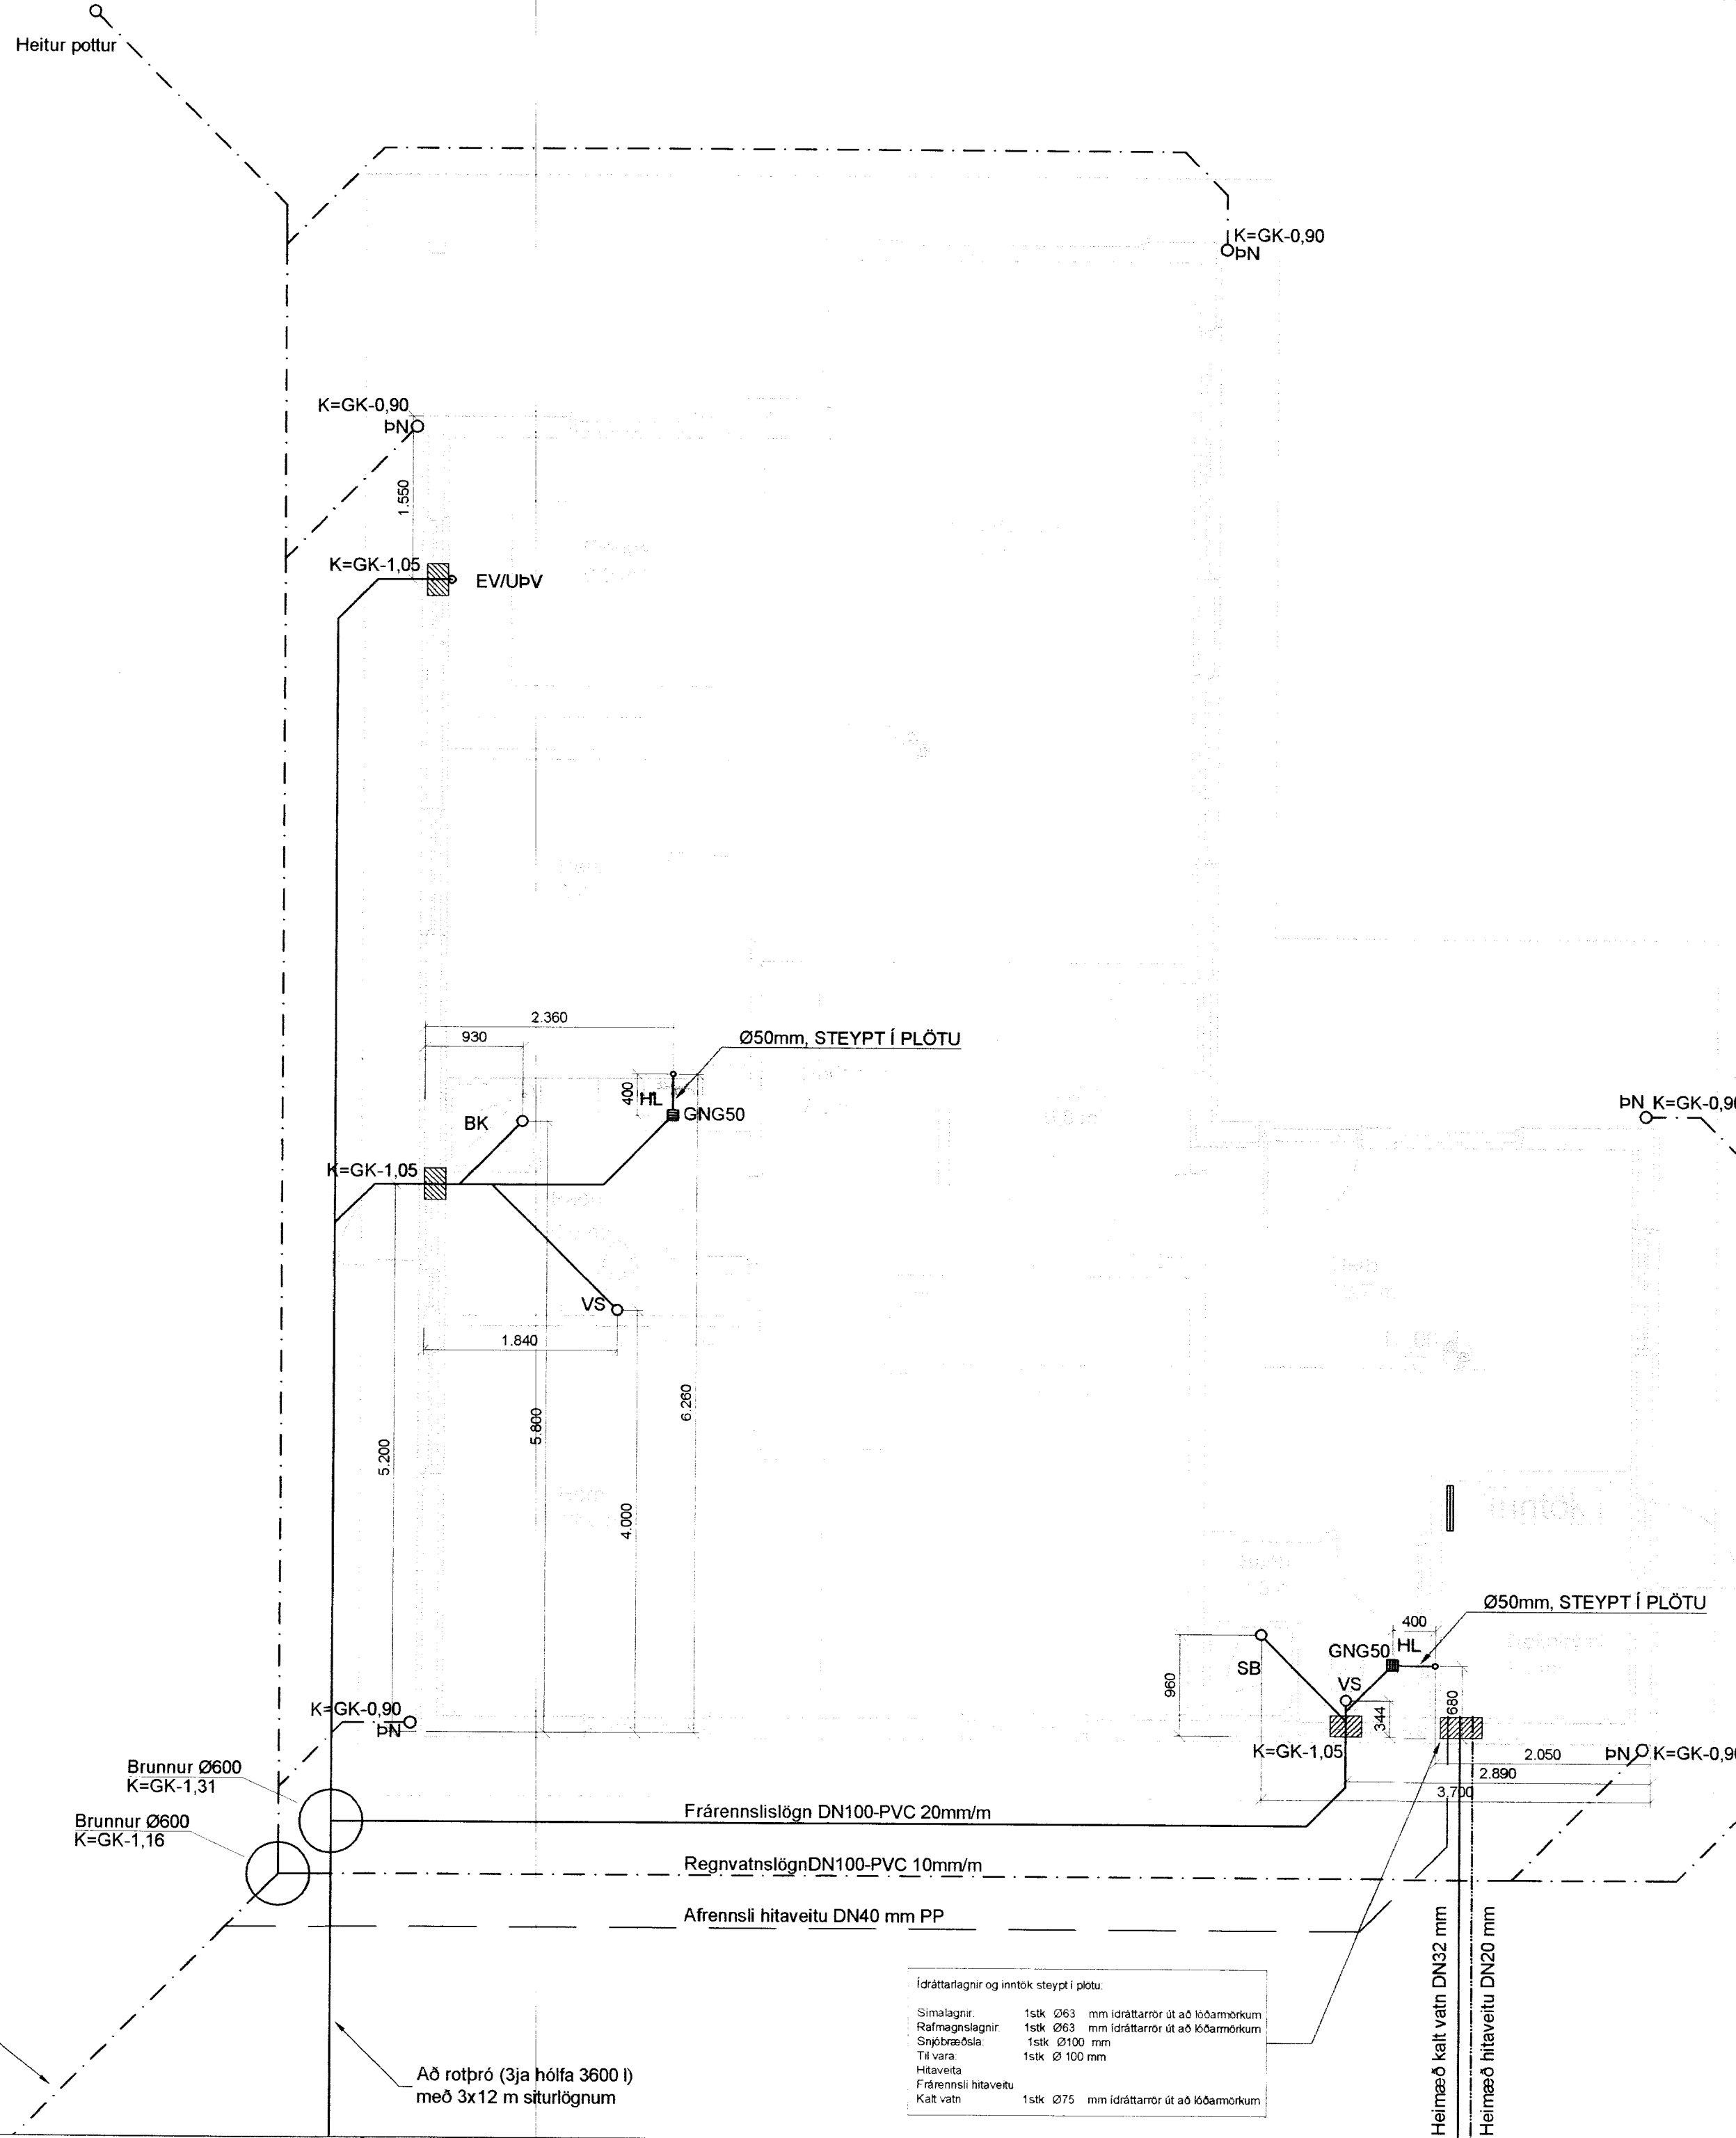 Heitur pottur
K=GK-0,90
ÞN
K=GK-0,90
ÞN
1.550
K=GK-1,05
EV/UÞV
2.360
930
Ø50mm, STEYPT Í PLÖTU
400
HL
GNG50
BK
ÞN K=GK-0,90
K=GK-1,05
VS
1.840
6.260
5.800
5.200
4.000
Ø50mm, STEYPT Í PLÖTU
400
HL
GNG50
SB
VS
960
680
344
K=GK-0,90
ÞN
K=GK-1,05
2.050
ÞN K=GK-0,90
2.890
3.700
Brunnur Ø600
K=GK-1,31
Brunnur Ø600
K=GK-1,16
Frárennslislögn DN100-PVC 20mm/m
RegnvatnslögnDN100-PVC 10mm/m
Afrennsli hitaveitu DN40 mm PP
Heimæð kalt vatn DN32 mm
Heimæð hitaveitu DN20 mm
Ídráttarlagnir og inntök steypt í plötu:
Símalagnir: 1stk Ø63 mm ídráttarrör út að lóðarmörkum
Rafmagnslagnir: 1stk Ø63 mm ídráttarrör út að lóðarmörkum
Snjóbræðsla: 1stk Ø100 mm
Til vara: 1stk Ø 100 mm
Hitaveita
Frárennsli hitaveitu
Kalt vatn 1stk Ø75 mm ídráttarrör út að lóðarmörkum
Að rotþró (3ja hólfa 3600 l)
með 3x12 m siturlögnum